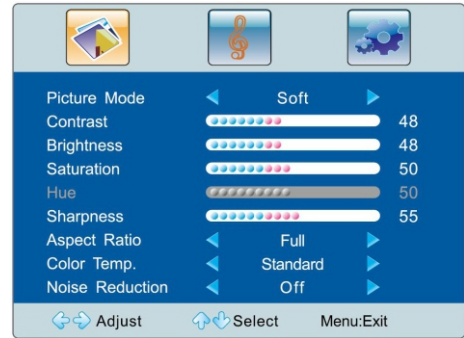 Picture Mode Soft
Contrast 48
Brightness 48
Saturation 50
Hue 50
Sharpness 55
Aspect Ratio Full
Color Temp. Standard
Noise Reduction Off
Adjust Select Menu:Exit